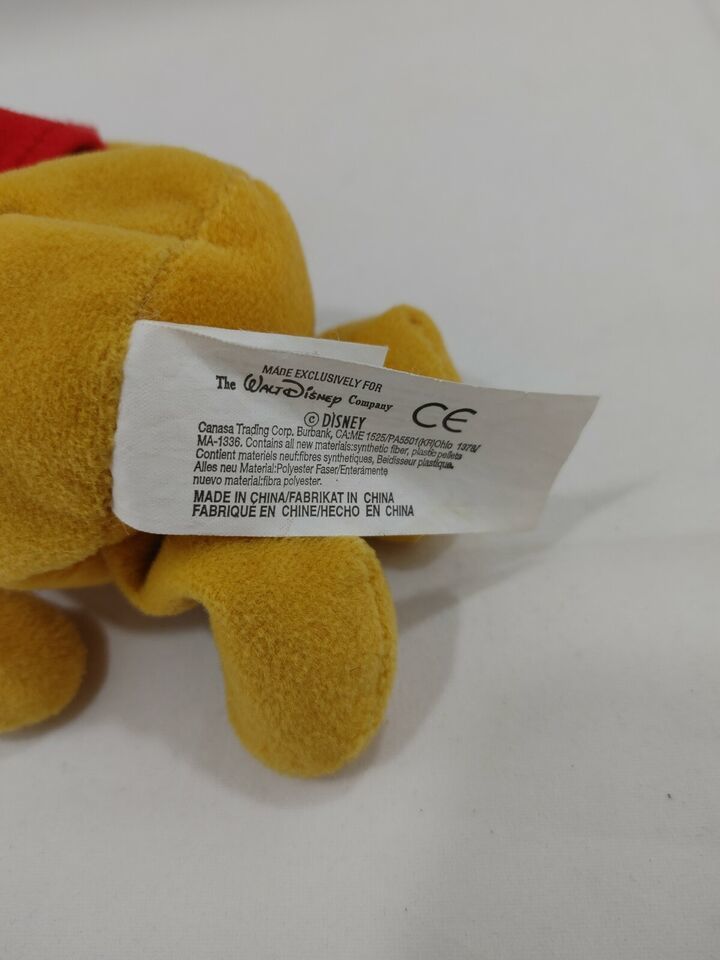 MADE EXCLUSIVELY FOR
The WALT DISNEY Company CE
© DISNEY
Canasa Trading Corp. Burbank, CA:ME 1525/PA5501(KR)Ohio 1378/
MA-1336. Contains all new materials:synthetic fiber, plastic pellets
Contient materiels neuf:fibres synthetiques, Beidisseur plastique.
Alles neu Material:Polyester Faser/Enteramente
nuevo material:fibra polyester.
MADE IN CHINA/FABRIKAT IN CHINA
FABRIQUÉ EN CHINE/HECHO EN CHINA